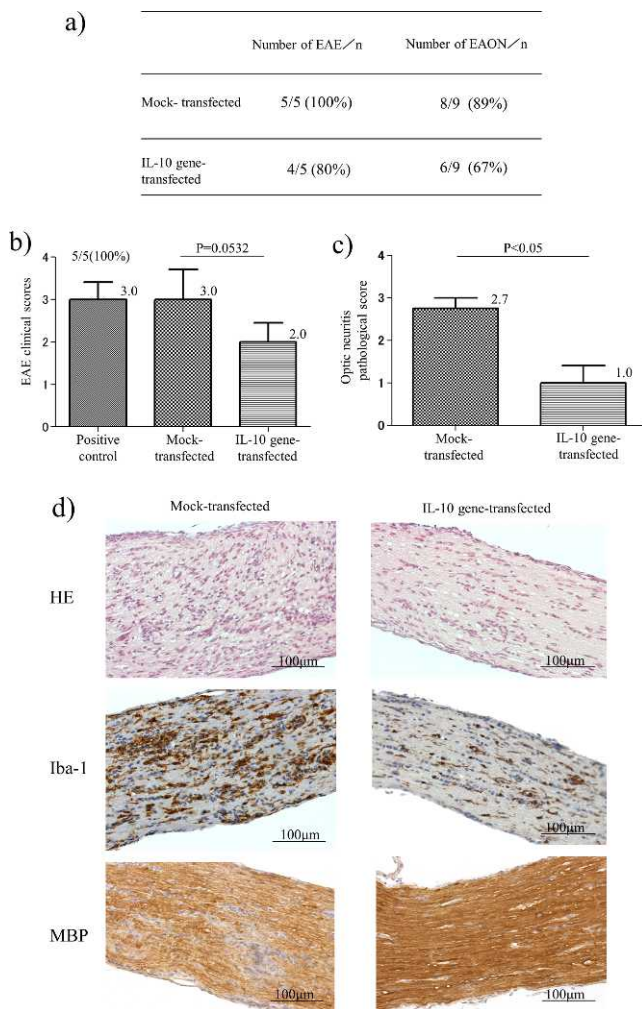 a)
Number of EAE／n Number of EAON／n
Mock- transfected 5/5 (100%) 8/9 (89%)
IL-10 gene-
transfected 4/5 (80%) 6/9 (67%)
b)
5/5(100%)
P=0.0532
3.0
3.0
2.0
EAE clinical scores
5
4
3
2
1
0
Positive
control
Mock-
transfected
IL-10 gene-
transfected
c)
P<0.05
2.7
1.0
Optic neuritis
pathological score
4
3
2
1
0
Mock-
transfected
IL-10 gene-
transfected
d)
Mock-transfected IL-10 gene-transfected
HE
100μm 100μm
Iba-1
100μm 100μm
MBP
100μm 100μm